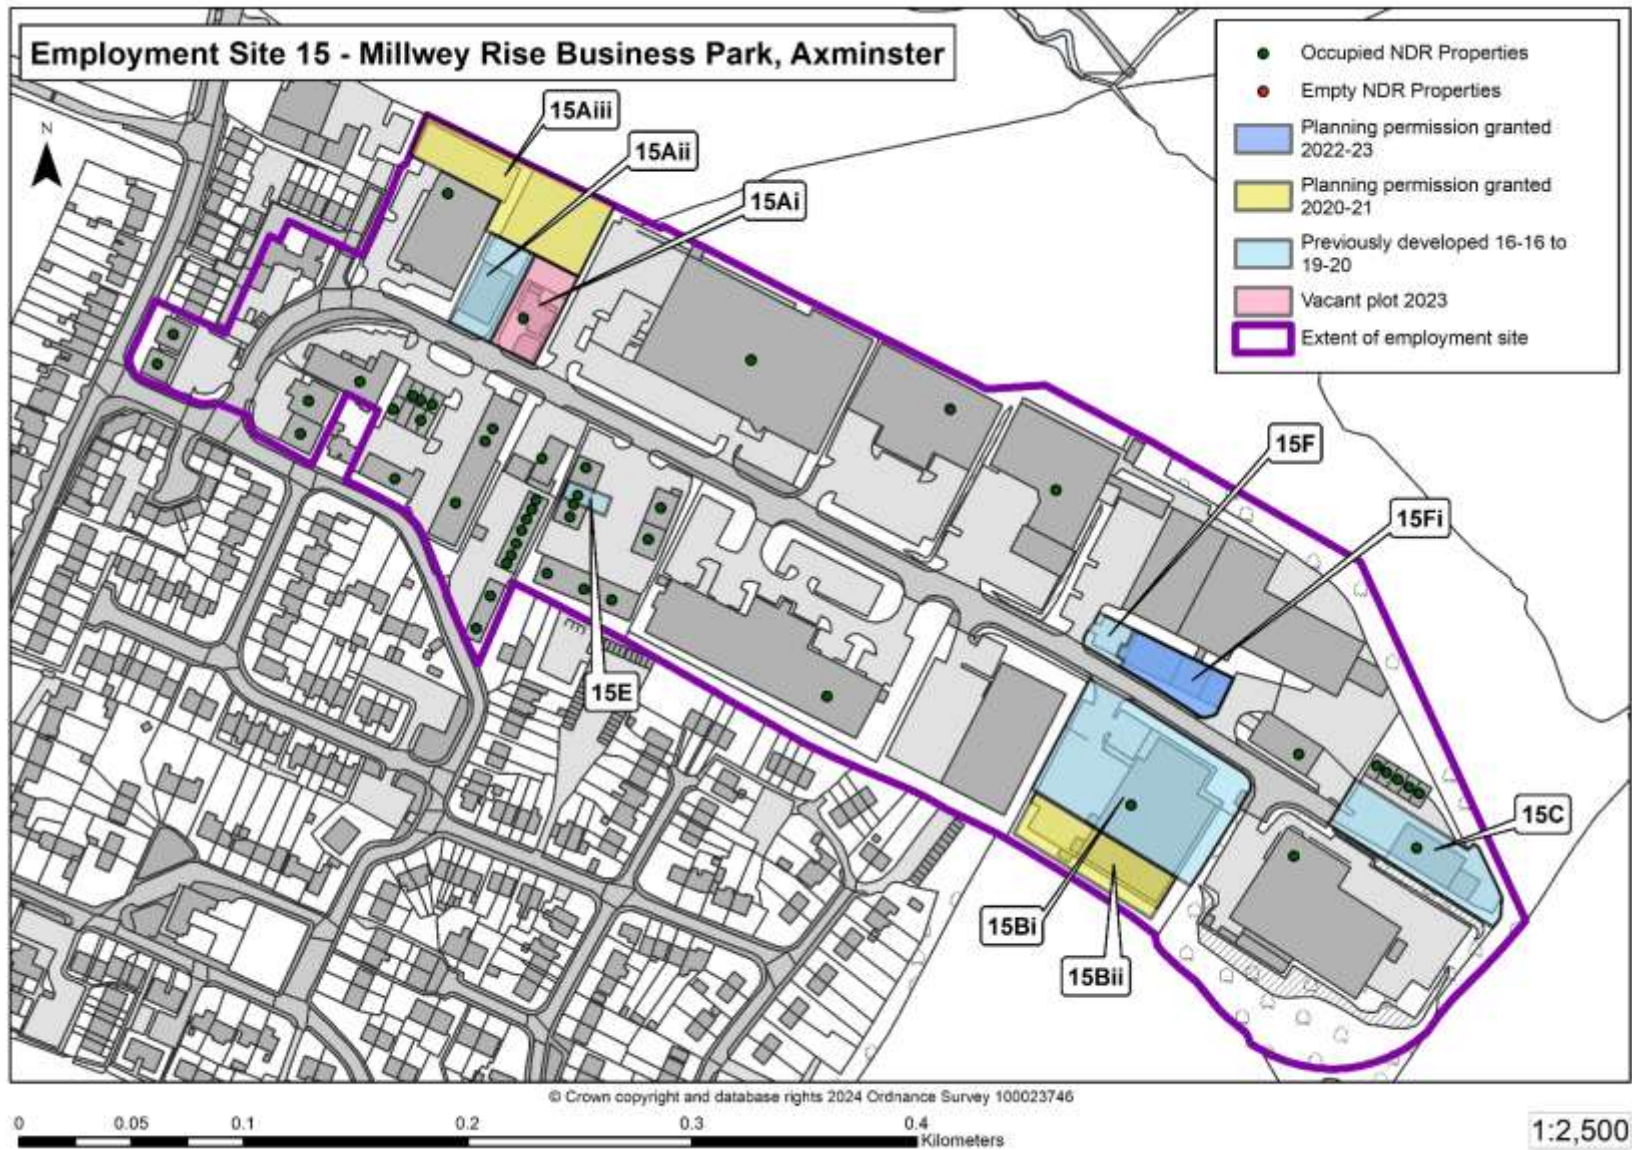 Employment Site 15 - Millwey Rise Business Park, Axminster
Occupied NDR Properties
Empty NDR Properties
Planning permission granted
2022-23
Planning permission granted
2020-21
Previously developed 16-16 to
19-20
Vacant plot 2023
Extent of employment site
N
15Aiii
15Aii
15Ai
15F
15Fi
15E
15C
15Bi
15Bii
© Crown copyright and database rights 2024 Ordnance Survey 100023746
0 0.05 0.1 0.2 0.3 0.4
Kilometers
1:2,500